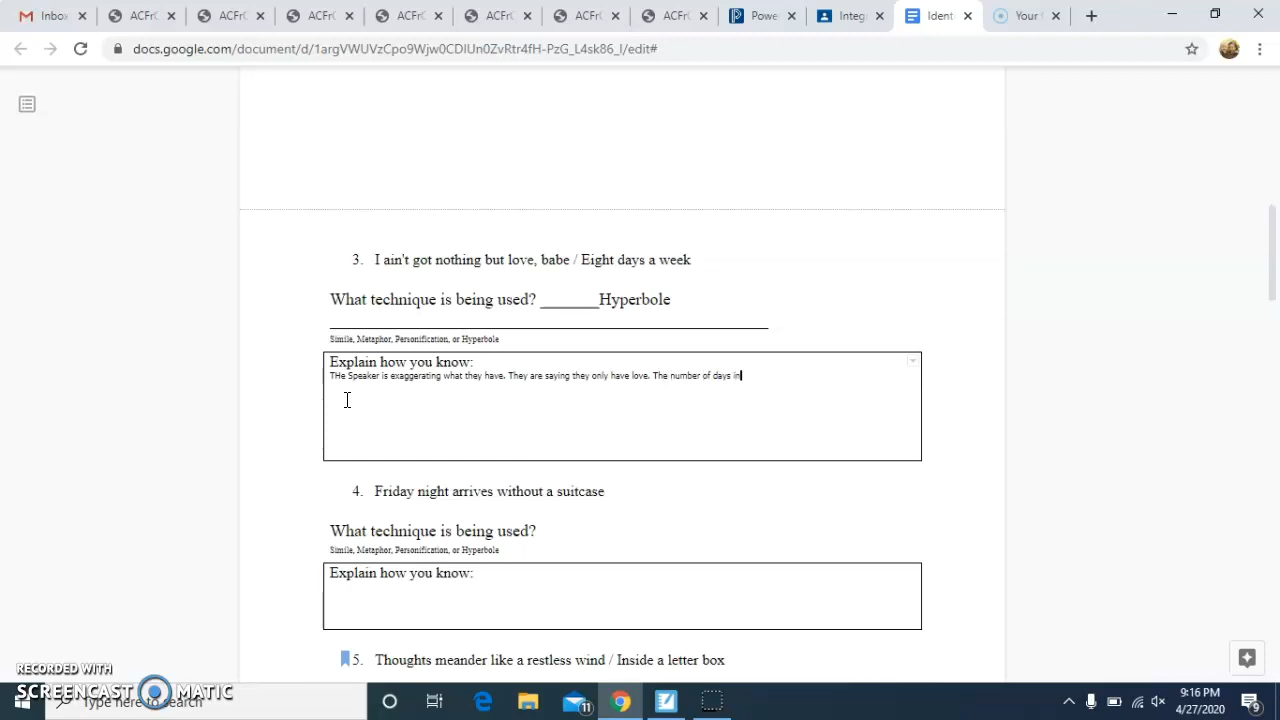 Inbox
ACFrC
ACFrC
ACFrC
ACFrC
ACFrC
ACFrC
ACFrC
Powe
Integ
Ident
Your
docs.google.com/document/d/1argVWUVzCpo9Wjw0CDIUn0ZvRtr4fH-PzG_L4sk86_I/edit#
3. I ain't got nothing but love, babe / Eight days a week
What technique is being used? _______Hyperbole
Simile, Metaphor, Personification, or Hyperbole
Explain how you know:
THe Speaker is exaggerating what they have. They are saying they only have love. The number of days in
4. Friday night arrives without a suitcase
What technique is being used?
Simile, Metaphor, Personification, or Hyperbole
Explain how you know:
5. Thoughts meander like a restless wind / Inside a letter box
RECORDED WITH
SCREENCAST MATIC
Type here to search
11
9:16 PM
4/27/2020
9